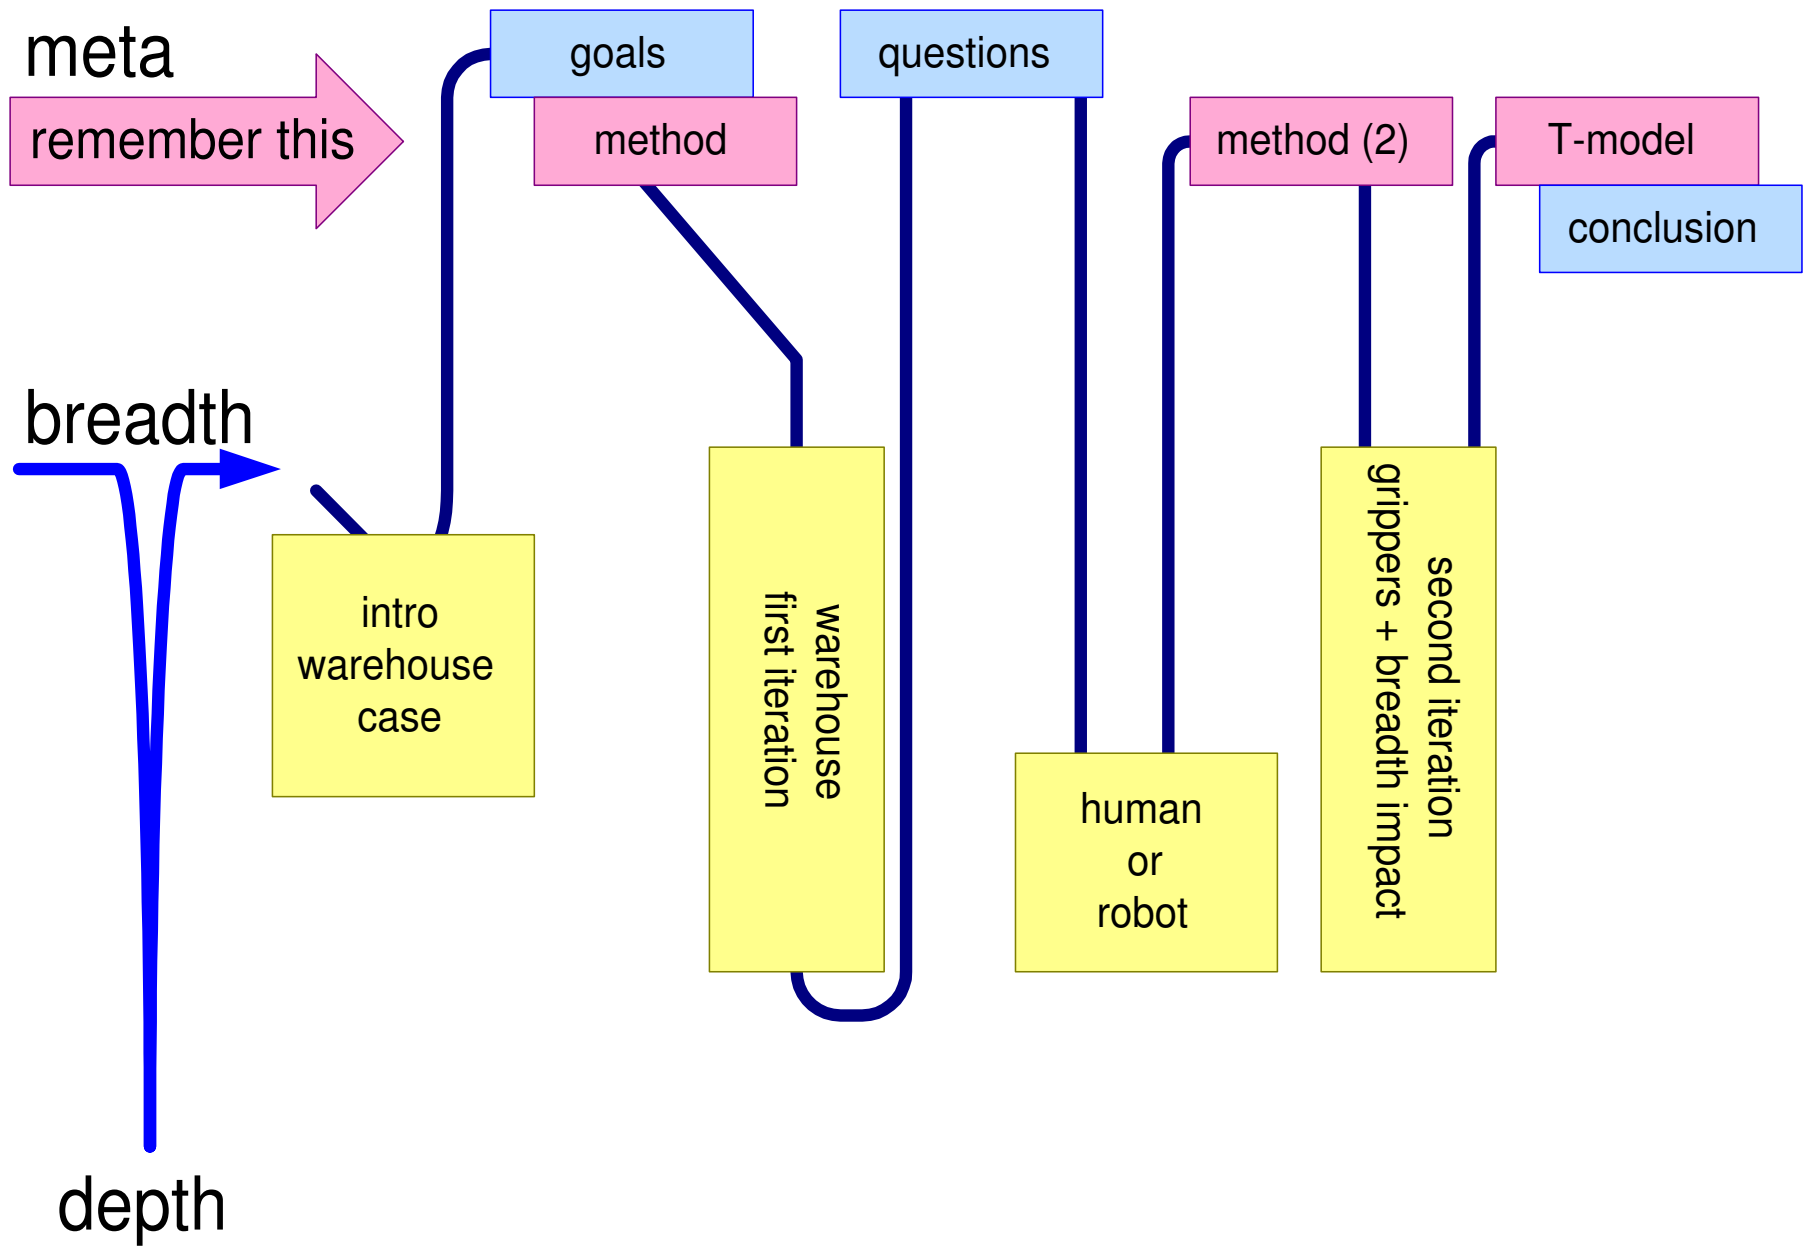 meta
remember this
goals
method
questions
method (2)
T-model
conclusion
breadth
intro
warehouse
case
warehouse
first iteration
human
or
robot
second iteration
grippers + breadth impact
depth